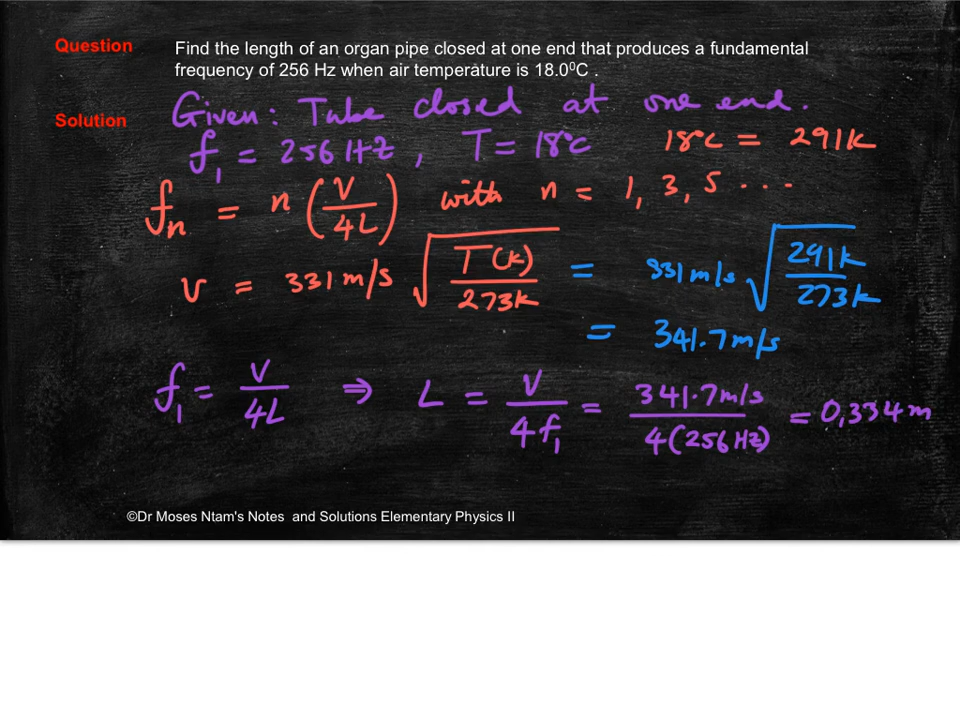 Question Find the length of an organ pipe closed at one end that produces a fundamental
frequency of 256 Hz when air temperature is 18.0⁰C .
Solution Given: Tube closed at one end.
f₁ = 256 Hz , T = 18°C 18°C = 291K
fₙ = n (V/4L) with n = 1, 3, 5 ...
v = 331 m/s √(T(K)/273K) = 331 m/s √(291K/273K)
= 341.7 m/s
f₁ = V/4L ⇒ L = V/4f₁ = 341.7 m/s / 4(256 Hz) = 0,334 m
©Dr Moses Ntam's Notes and Solutions Elementary Physics II